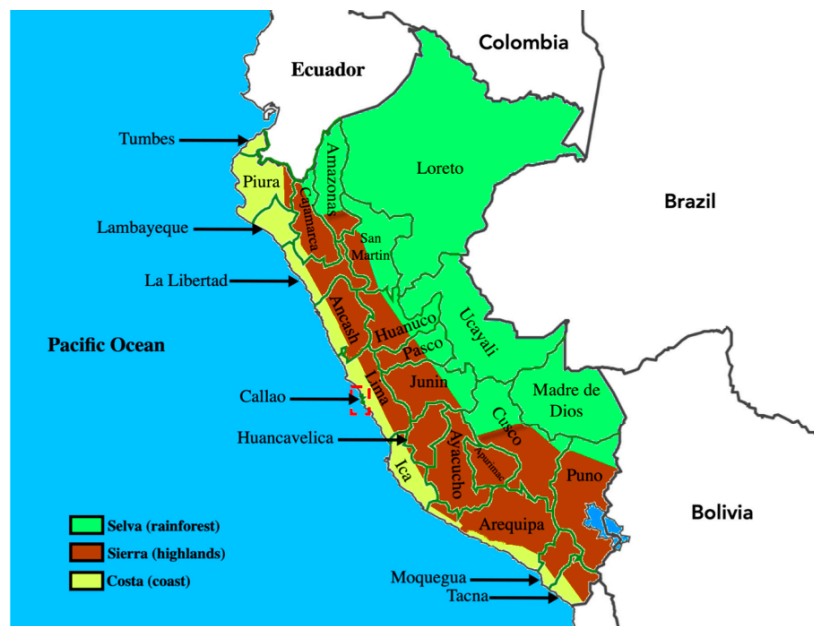 Colombia
Ecuador
Tumbes
Amazonas
Loreto
Piura
Cajamarca
Brazil
Lambayeque
San
Martin
La Libertad
Ancash
Huanuco
Ucayali
Pacific Ocean
Pasco
Junin
Lima
Madre de
Dios
Callao
Cusco
Huancavelica
Ayacucho
Apurimac
Ica
Puno
Bolivia
Selva (rainforest)
Arequipa
Sierra (highlands)
Costa (coast)
Moquegua
Tacna